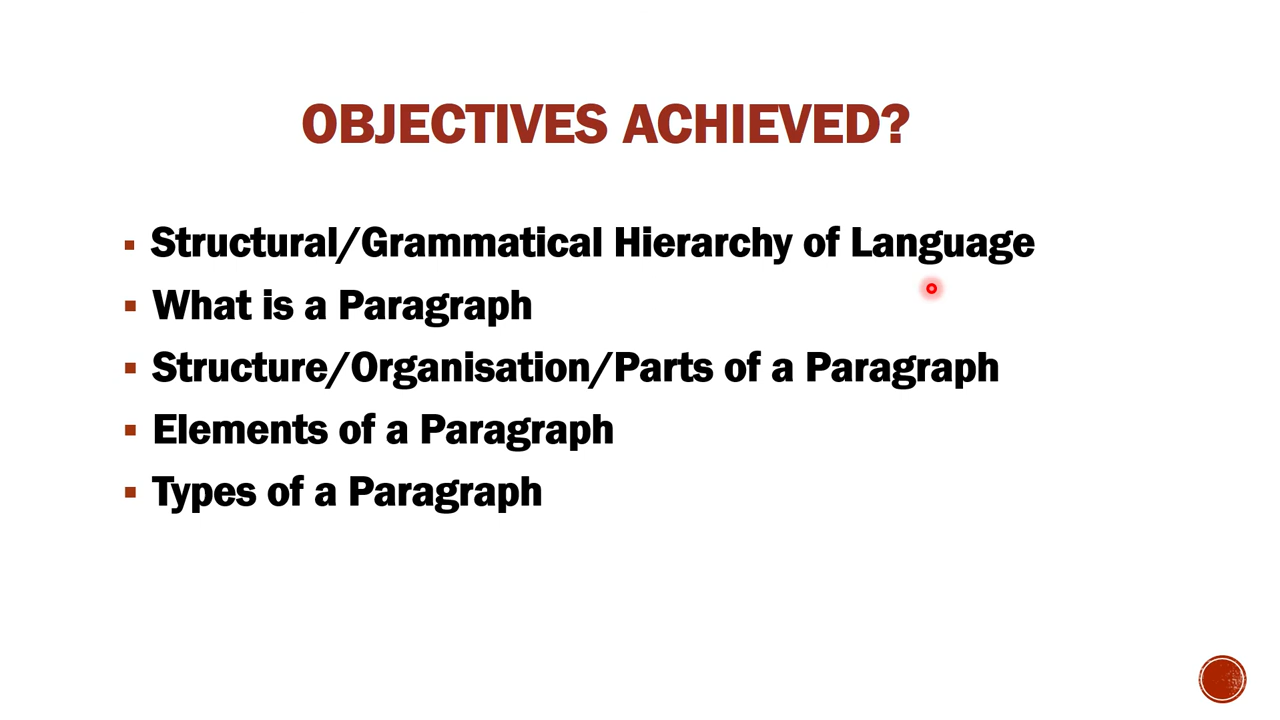 OBJECTIVES ACHIEVED?
Structural/Grammatical Hierarchy of Language
What is a Paragraph
Structure/Organisation/Parts of a Paragraph
Elements of a Paragraph
Types of a Paragraph